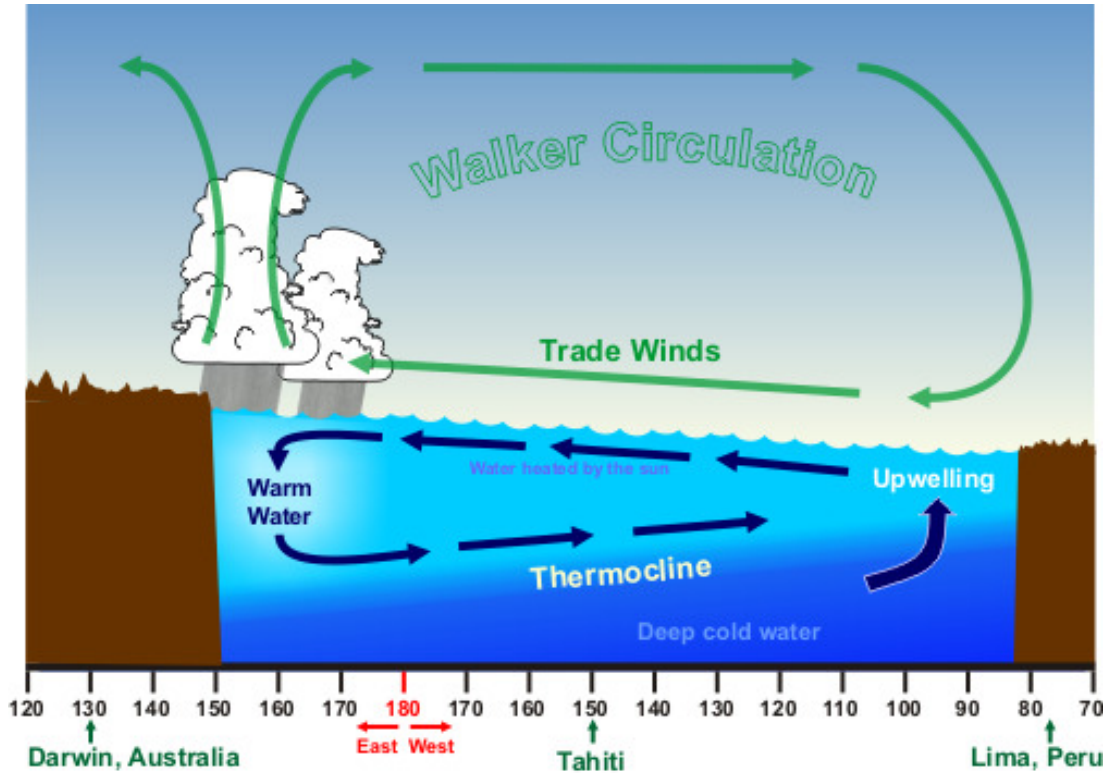 Walker Circulation
Trade Winds
Water heated by the sun
Upwelling
Warm
Water
Thermocline
Deep cold water
120 130 140 150 160 170 180 170 160 150 140 130 120 110 100 90 80 70
East West
Darwin, Australia Tahiti Lima, Peru